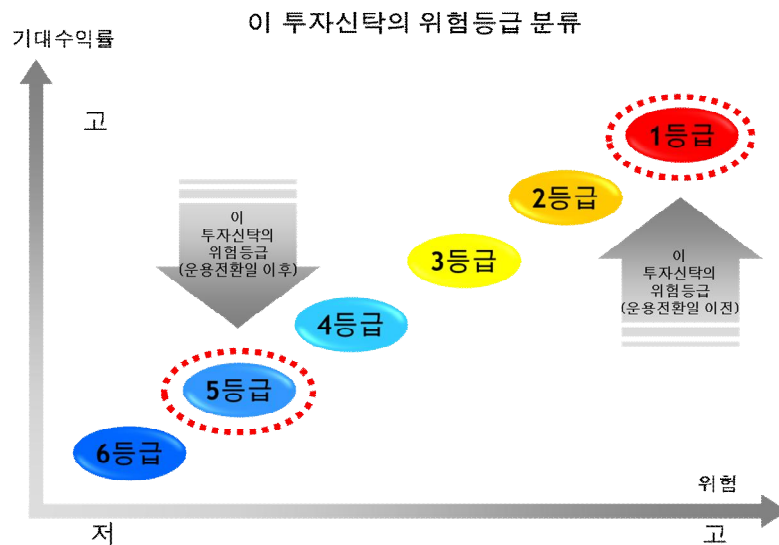 이 투자신탁의 위험등급 분류
기대수익률
고
1등급
2등급
이
투자신탁의
위험등급
(운용전환일 이후)
3등급
이
투자신탁의
위험등급
(운용전환일 이전)
4등급
5등급
6등급
위험
저
고